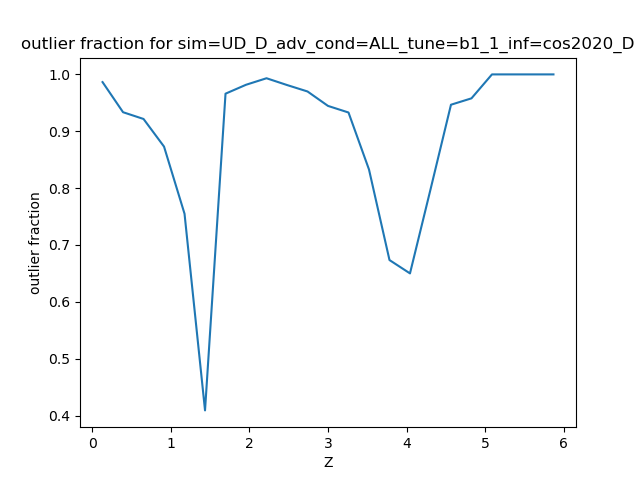 outlier fraction for sim=UD_D_adv_cond=ALL_tune=b1_1_inf=cos2020_D
1.0
0.9
0.8
0.7
0.6
0.5
0.4
outlier fraction
0 1 2 3 4 5 6
Z